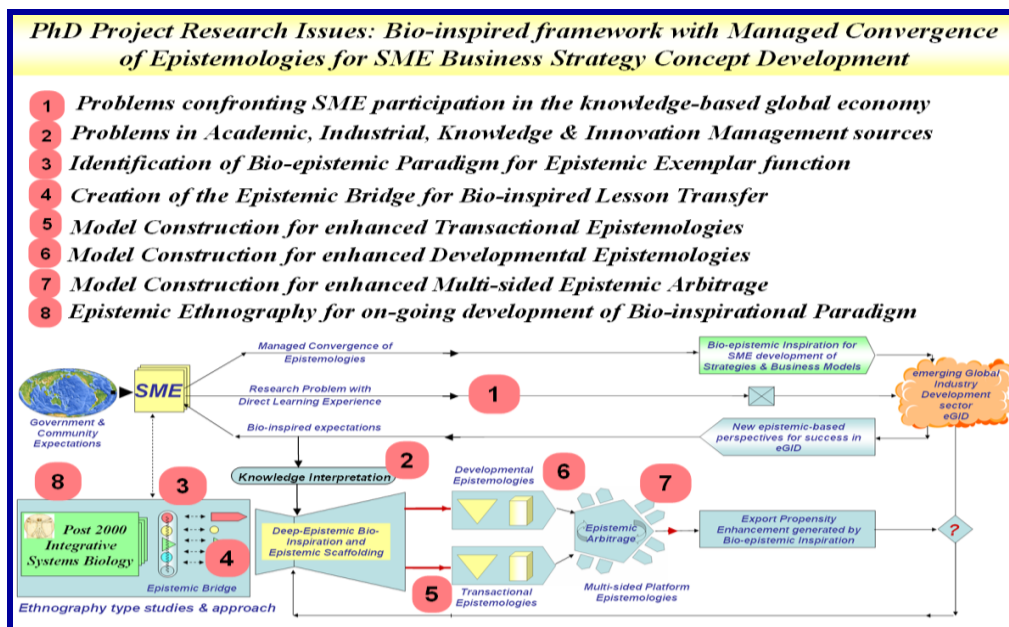 PhD Project Research Issues: Bio-inspired framework with Managed Convergence
of Epistemologies for SME Business Strategy Concept Development
1 Problems confronting SME participation in the knowledge-based global economy
2 Problems in Academic, Industrial, Knowledge & Innovation Management sources
3 Identification of Bio-epistemic Paradigm for Epistemic Exemplar function
4 Creation of the Epistemic Bridge for Bio-inspired Lesson Transfer
5 Model Construction for enhanced Transactional Epistemologies
6 Model Construction for enhanced Developmental Epistemologies
7 Model Construction for enhanced Multi-sided Epistemic Arbitrage
8 Epistemic Ethnography for on-going development of Bio-inspirational Paradigm
Managed Convergence of
Epistemologies
Bio-epistemic Inspiration for
SME development of
Strategies & Business Models
SME
Research Problem with
Direct Learning Experience
1
emerging Global
Industry
Development
sector
eGID
Government &
Community
Expectations
Bio-inspired expectations
New epistemic-based
perspectives for success in
eGID
2
Knowledge Interpretation
8
3
Developmental
Epistemologies
6
7
Post 2000
Integrative
Systems Biology
4
Epistemic Bridge
Deep-Epistemic Bio-
Inspiration and
Epistemic Scaffolding
Epistemic
Arbitrage
Export Propensity
Enhancement generated by
Bio-epistemic Inspiration
?
5
Transactional
Epistemologies
Multi-sided Platform
Epistemologies
Ethnography type studies & approach